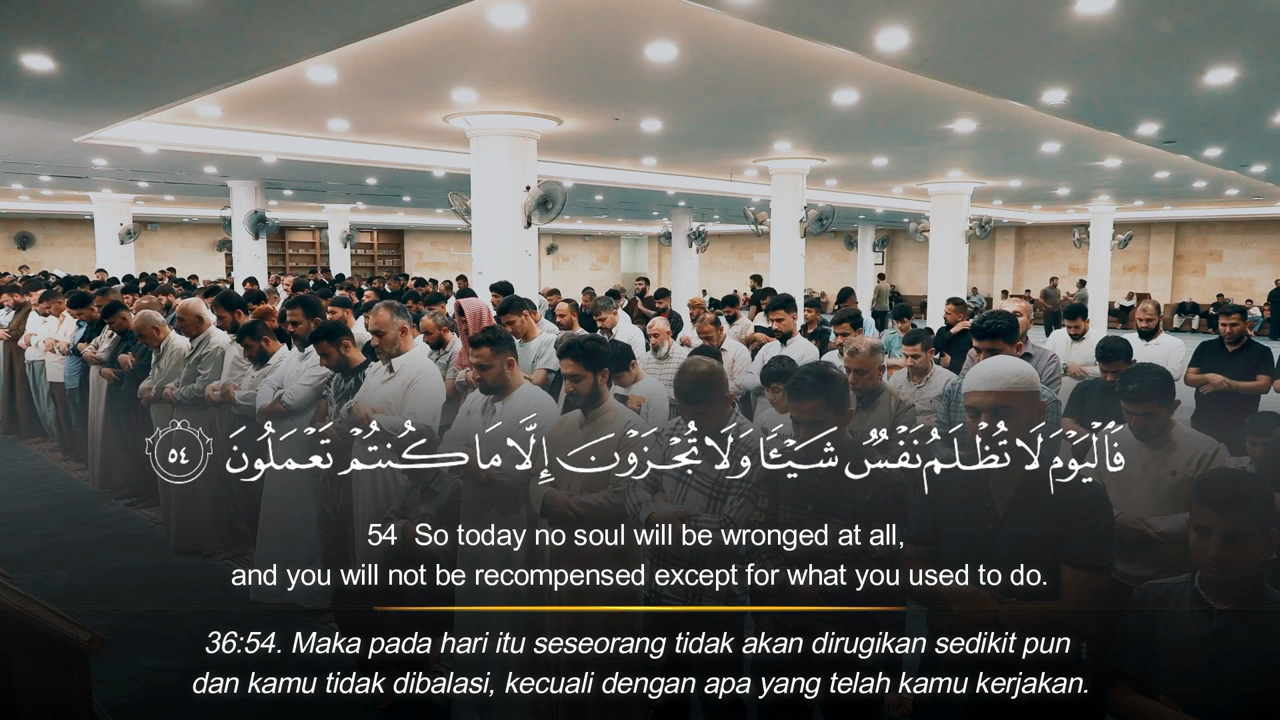 فَٱلْيَوْمَ لَا تُظْلَمُ نَفْسٌ شَيْـًٔا وَلَا تُجْزَوْنَ إِلَّا مَا كُنتُمْ تَعْمَلُونَ ٥٤
54 So today no soul will be wronged at all,
and you will not be recompensed except for what you used to do.
36:54. Maka pada hari itu seseorang tidak akan dirugikan sedikit pun
dan kamu tidak dibalasi, kecuali dengan apa yang telah kamu kerjakan.